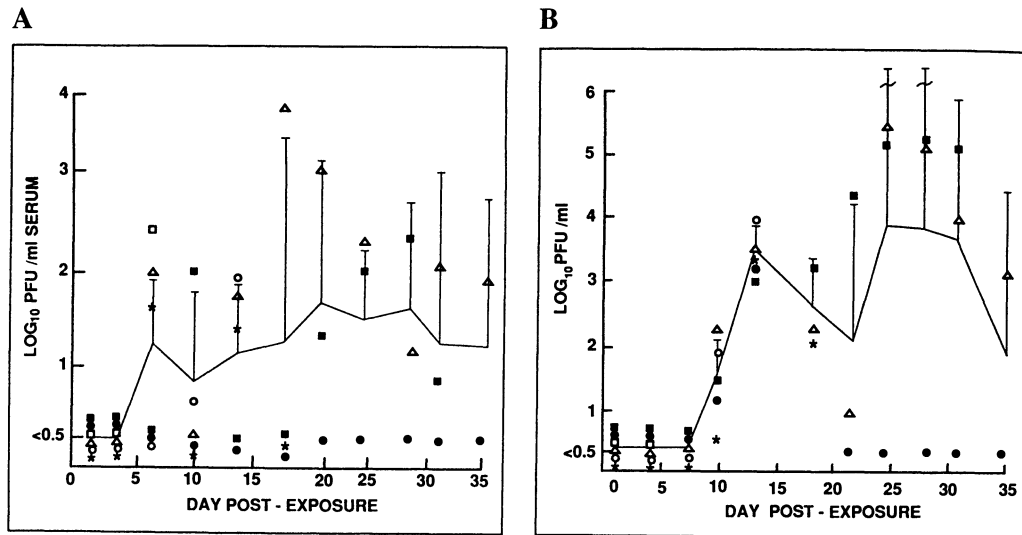 A
LOG₁₀ PFU /ml SERUM
4
3
2
1
<0.5
0 5 10 15 20 25 30 35
DAY POST - EXPOSURE
B
LOG₁₀PFU /ml
6
5
4
3
2
1
<0.5
0 5 10 15 20 25 30 35
DAY POST - EXPOSURE